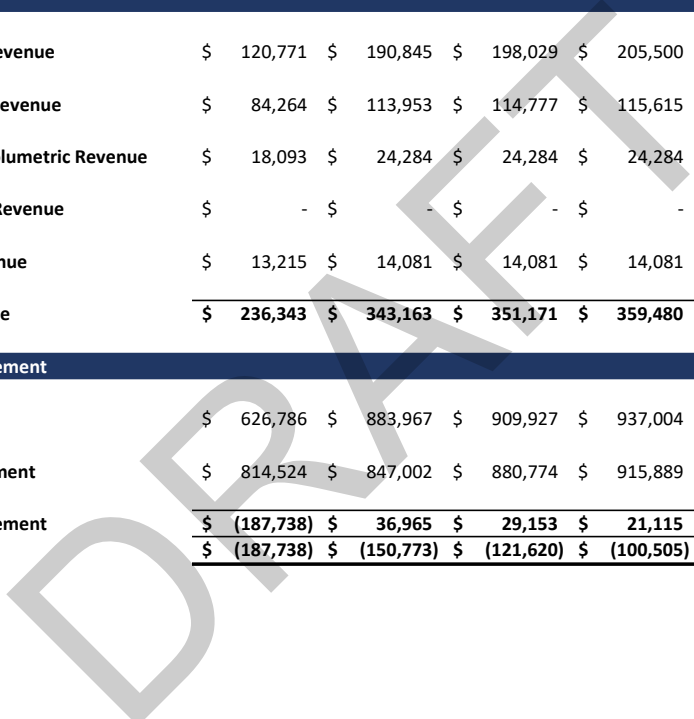 evenue $ 120,771 $ 190,845 $ 198,029 $ 205,500
evenue $ 84,264 $ 113,953 $ 114,777 $ 115,615
lumetric Revenue $ 18,093 $ 24,284 $ 24,284 $ 24,284
Revenue $ - $ - $ - $ -
nue $ 13,215 $ 14,081 $ 14,081 $ 14,081
e $ 236,343 $ 343,163 $ 351,171 $ 359,480
ement
$ 626,786 $ 883,967 $ 909,927 $ 937,004
ment $ 814,524 $ 847,002 $ 880,774 $ 915,889
ement $ (187,738) $ 36,965 $ 29,153 $ 21,115
$ (187,738) $ (150,773) $ (121,620) $ (100,505)
DRAFT